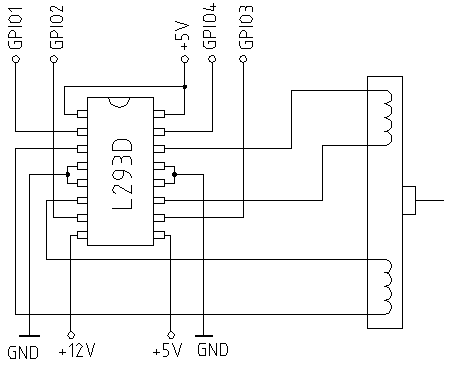 GPIO1
GPIO2
+5V
GPIO4
GPIO3
L293D
GND
+12V
+5V
GND